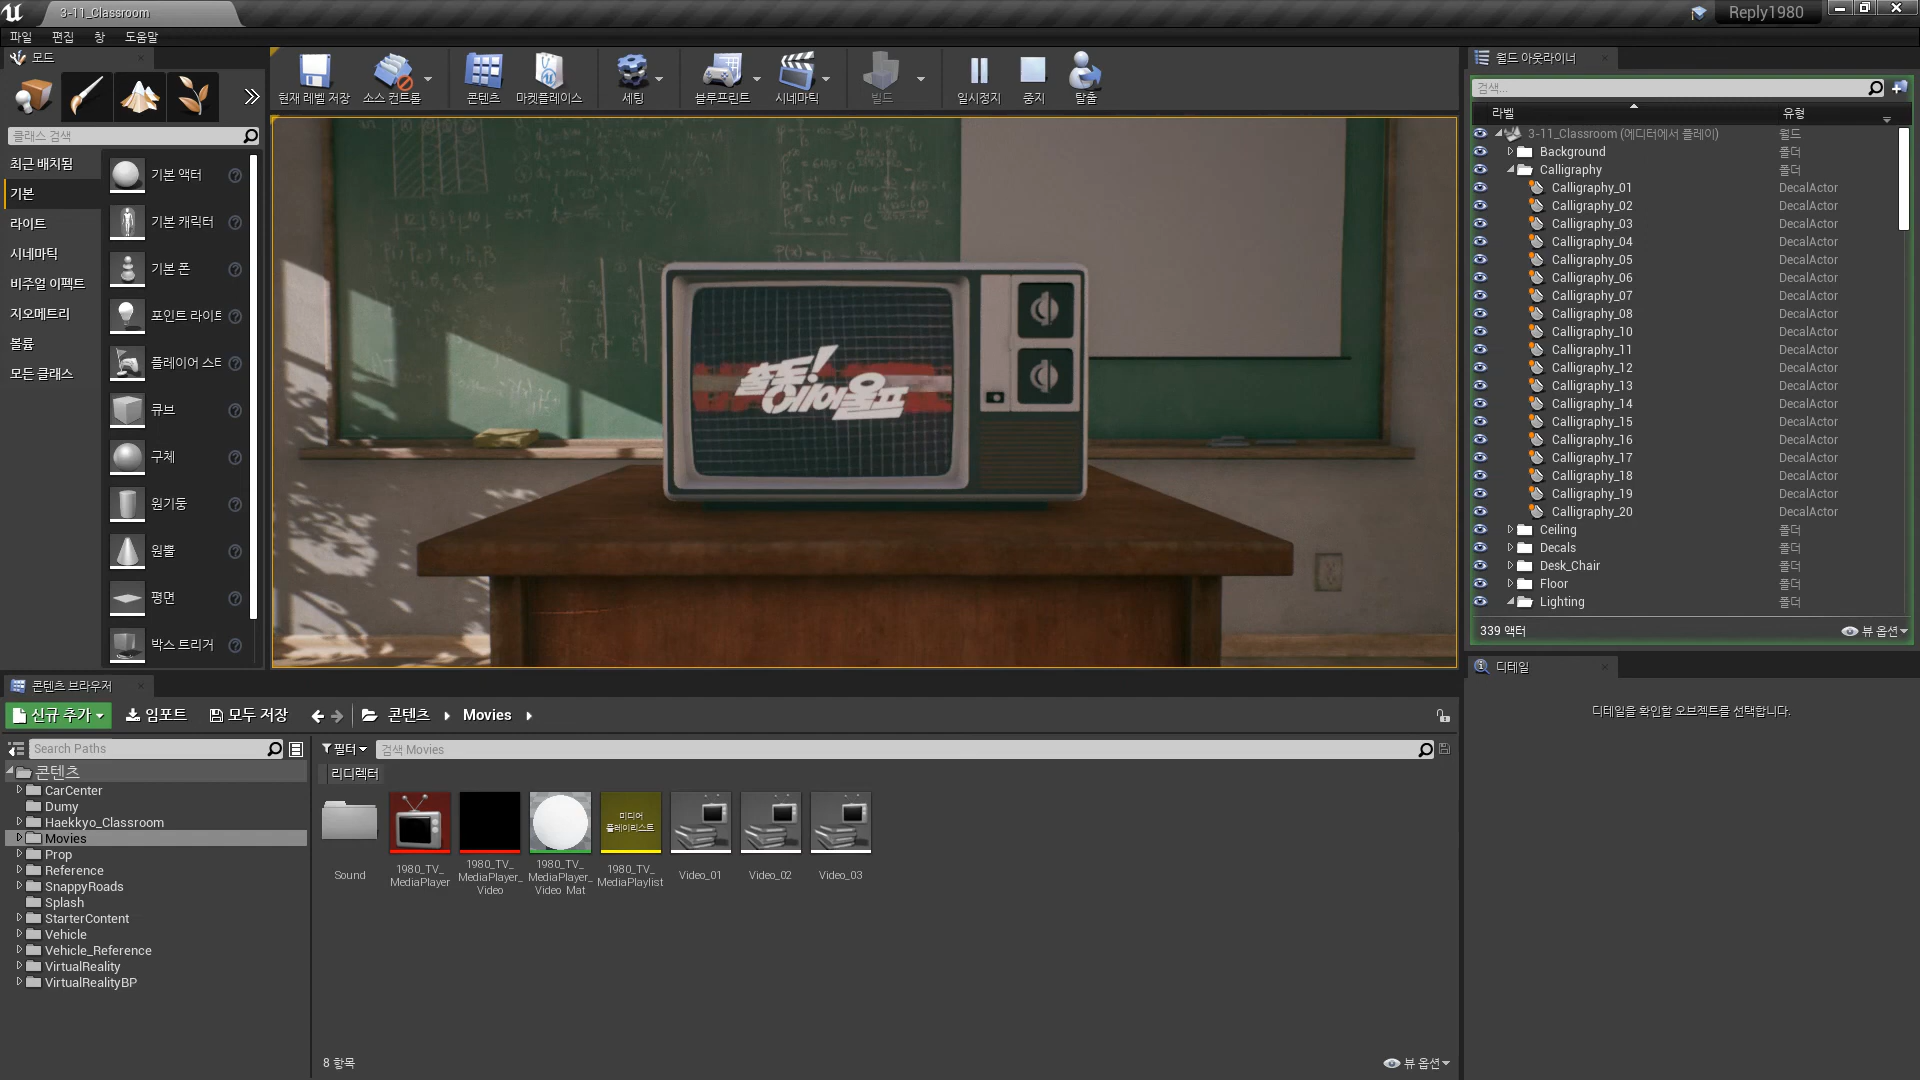 3-11_Classroom
Reply1980
파일 편집 창 도움말
모드
클래스 검색
최근 배치됨
기본
라이트
시네마틱
비주얼 이펙트
지오메트리
볼륨
모든 클래스
기본 액터
기본 캐릭터
기본 폰
포인트 라이트
플레이어 스타
큐브
구체
원기둥
원뿔
평면
박스 트리거
현재 레벨 저장 소스 컨트롤 콘텐츠 마켓플레이스 세팅 블루프린트 시네마틱 빌드 일시정지 중지 탈출
출동!
에어울프
월드 아웃라이너
검색...
라벨 유형
3-11_Classroom (에디터에서 플레이) 월드
Background 폴더
Calligraphy 폴더
Calligraphy_01 DecalActor
Calligraphy_02 DecalActor
Calligraphy_03 DecalActor
Calligraphy_04 DecalActor
Calligraphy_05 DecalActor
Calligraphy_06 DecalActor
Calligraphy_07 DecalActor
Calligraphy_08 DecalActor
Calligraphy_10 DecalActor
Calligraphy_11 DecalActor
Calligraphy_12 DecalActor
Calligraphy_13 DecalActor
Calligraphy_14 DecalActor
Calligraphy_15 DecalActor
Calligraphy_16 DecalActor
Calligraphy_17 DecalActor
Calligraphy_18 DecalActor
Calligraphy_19 DecalActor
Calligraphy_20 DecalActor
Ceiling 폴더
Decals 폴더
Desk_Chair 폴더
Floor 폴더
Lighting 폴더
339 액터 뷰 옵션
디테일
디테일을 확인할 오브젝트를 선택합니다.
콘텐츠 브라우저
신규 추가 임포트 모두 저장 콘텐츠 Movies
Search Paths
콘텐츠
CarCenter
Dumy
Haekkyo_Classroom
Movies
Prop
Reference
SnappyRoads
Splash
StarterContent
Vehicle
Vehicle_Reference
VirtualReality
VirtualRealityBP
필터 검색 Movies
리디렉터
미디어
플레이리스트
Sound
1980_TV_
MediaPlayer
1980_TV_
MediaPlayer_
Video
1980_TV_
MediaPlayer_
Video_Mat
1980_TV_
MediaPlaylist
Video_01
Video_02
Video_03
8 항목 뷰 옵션